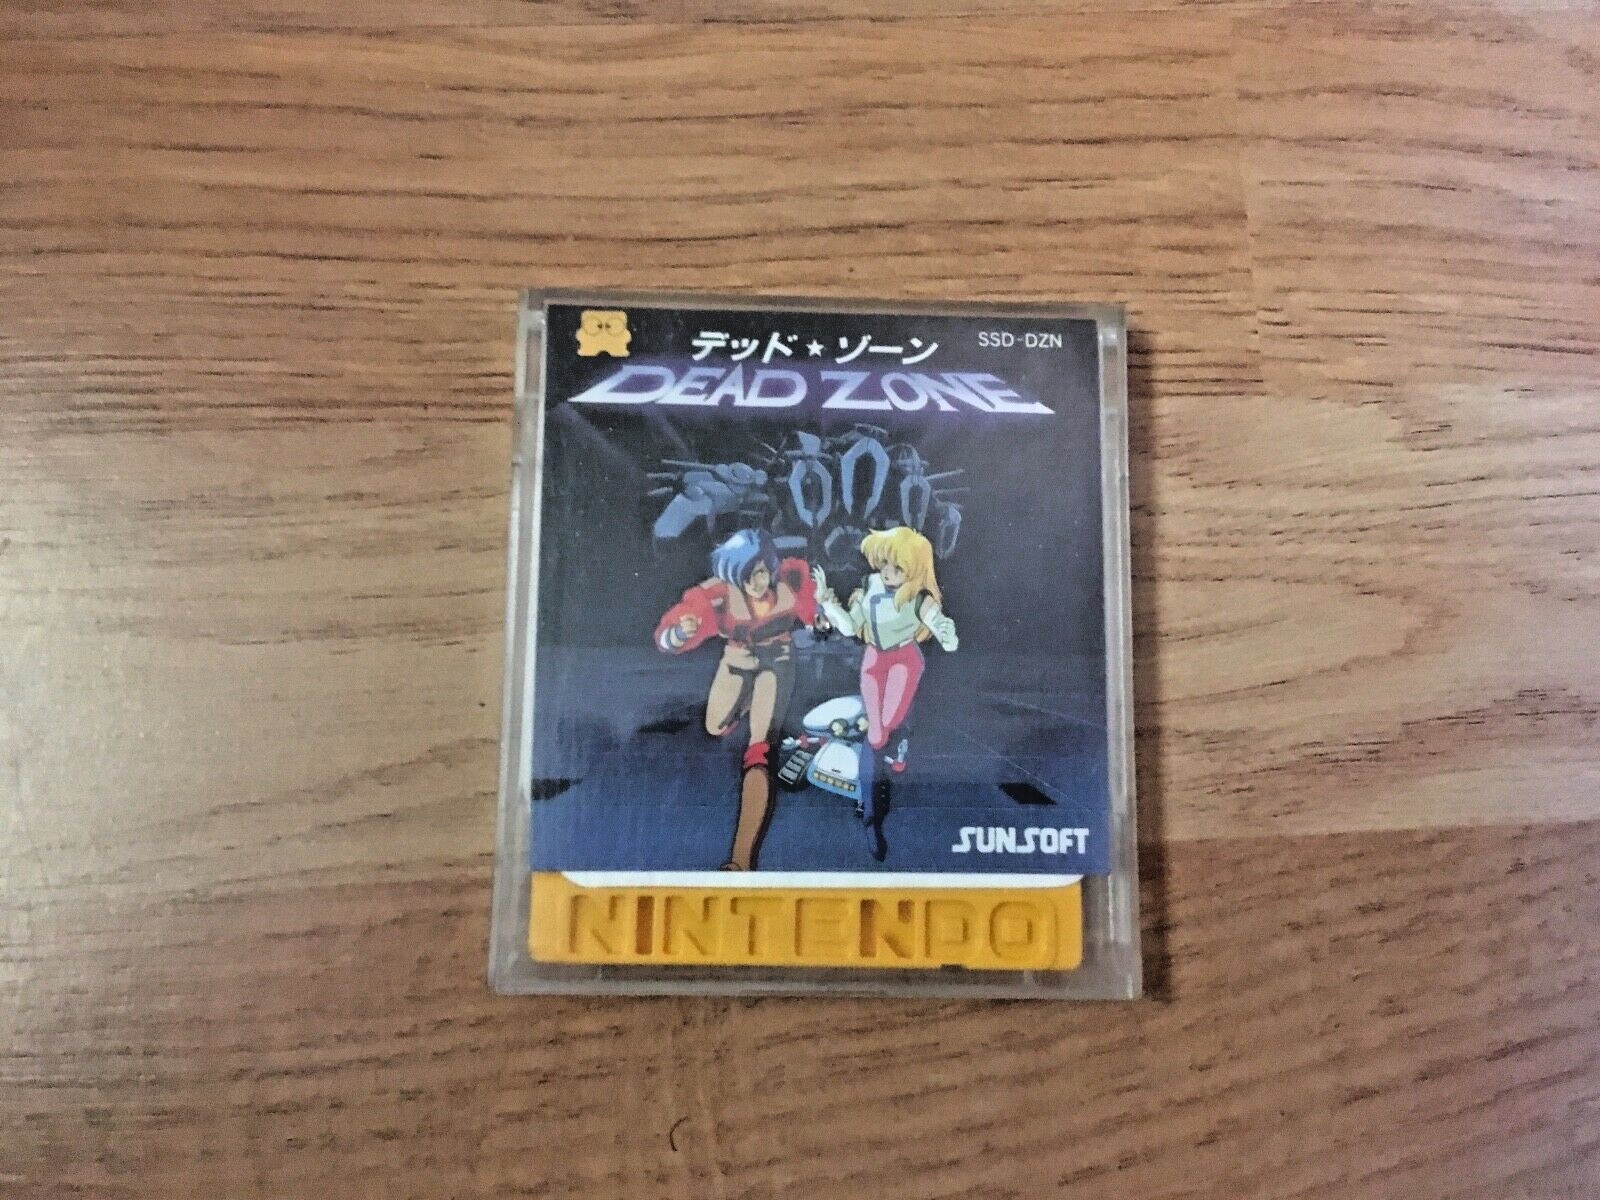 デッド★ゾーン
SSD-DZN
DEAD ZONE
SUNSOFT
NINTENDO